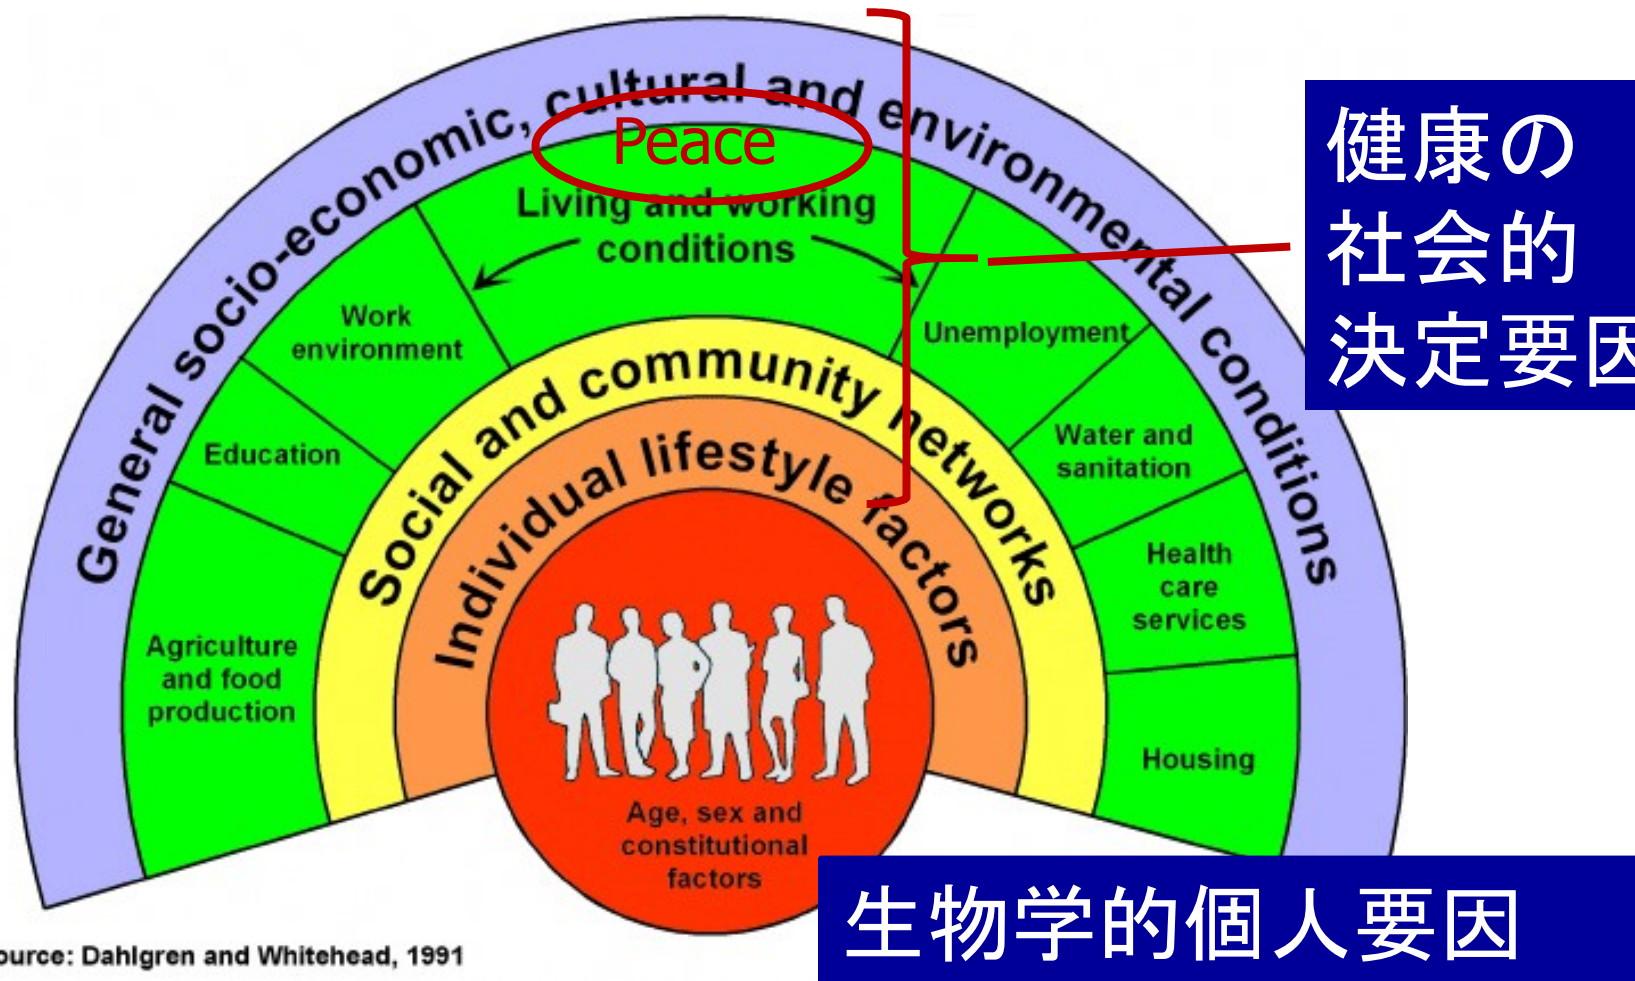 General socio-economic, cultural and environmental conditions
Peace
Living and working
conditions
Work
environment
Unemployment
Education
Water and
sanitation
Agriculture
and food
production
Health
care
services
Housing
Social and community networks
Individual lifestyle factors
Age, sex and
constitutional
factors
健康の
社会的
決定要因
生物学的個人要因
ource: Dahlgren and Whitehead, 1991